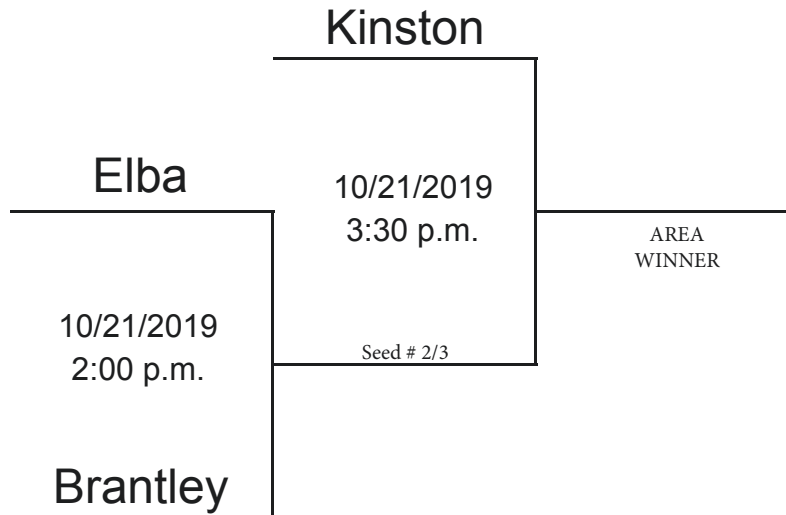 Kinston
Elba
10/21/2019
3:30 p.m.
AREA
WINNER
10/21/2019
2:00 p.m.
Seed # 2/3
Brantley